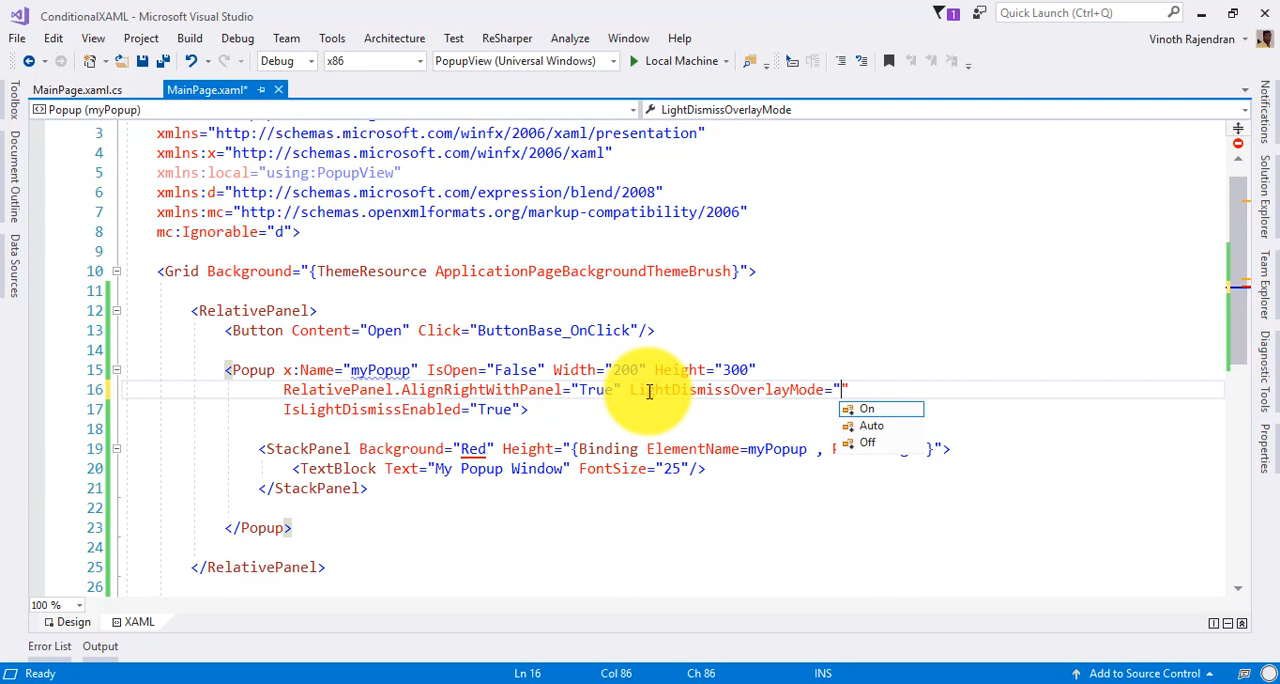 ConditionalXAML - Microsoft Visual Studio
1
Quick Launch (Ctrl+Q)
File Edit View Project Build Debug Team Tools Architecture Test ReSharper Analyze Window Help
Vinoth Rajendran
Debug x86 PopupView (Universal Windows) Local Machine
MainPage.xaml.cs MainPage.xaml*
Popup (myPopup) LightDismissOverlayMode
Toolbox
Document Outline
Data Sources
3 xmlns="http://schemas.microsoft.com/winfx/2006/xaml/presentation"
4 xmlns:x="http://schemas.microsoft.com/winfx/2006/xaml"
5 xmlns:local="using:PopupView"
6 xmlns:d="http://schemas.microsoft.com/expression/blend/2008"
7 xmlns:mc="http://schemas.openxmlformats.org/markup-compatibility/2006"
8 mc:Ignorable="d">
9
10 <Grid Background="{ThemeResource ApplicationPageBackgroundThemeBrush}">
11
12 <RelativePanel>
13 <Button Content="Open" Click="ButtonBase_OnClick"/>
14
15 <Popup x:Name="myPopup" IsOpen="False" Width="200" Height="300"
16 RelativePanel.AlignRightWithPanel="True" LightDismissOverlayMode=""
17 IsLightDismissEnabled="True">
On
Auto
Off
18
19 <StackPanel Background="Red" Height="{Binding ElementName=myPopup , }">
20 <TextBlock Text="My Popup Window" FontSize="25"/>
21 </StackPanel>
22
23 </Popup>
24
25 </RelativePanel>
26
Notifications
Solution Explorer
Team Explorer
Diagnostic Tools
Properties
100 %
Design XAML
Error List Output
Ready Ln 16 Col 86 Ch 86 INS Add to Source Control